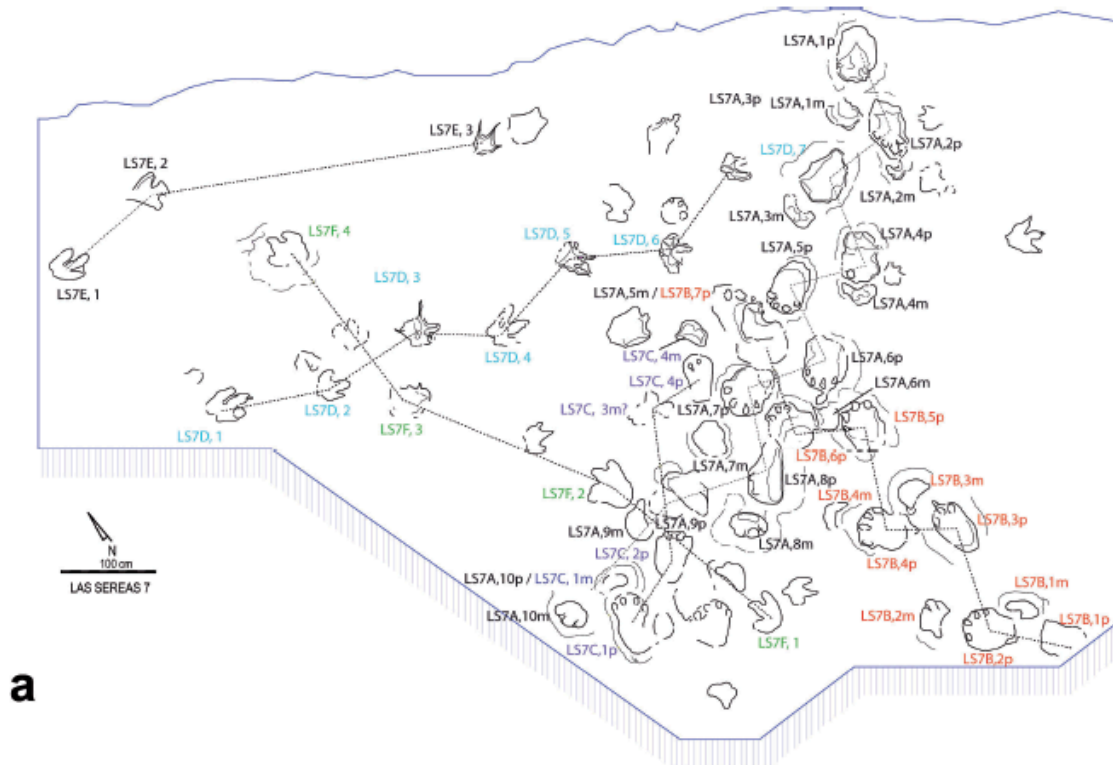 LS7A,1p
LS7A,3p
LS7A,1m
LS7E, 3
LS7A,2p
LS7E, 2
LS7D, 7
LS7A,2m
LS7A,3m
LS7F, 4
LS7D, 5
LS7D, 6
LS7A,5p
LS7A,4p
LS7E, 1
LS7D, 3
LS7A,5m / LS7B,7p
LS7A,4m
LS7D, 4
LS7C, 4m
LS7A,6p
LS7C, 4p
LS7A,6m
LS7D, 2
LS7C, 3m?
LS7A,7p
LS7B,5p
LS7D, 1
LS7F, 3
LS7B,6p
LS7A,7m
LS7A,8p
LS7B,3m
LS7F, 2
LS7B,4m
LS7B,3p
LS7A,9m
LS7A,9p
LS7A,8m
N
100 cm
LAS SEREAS 7
LS7C, 2p
LS7B,4p
LS7A,10p / LS7C, 1m
LS7B,1m
LS7A,10m
LS7B,2m
LS7B,1p
LS7C,1p
LS7F, 1
LS7B,2p
a